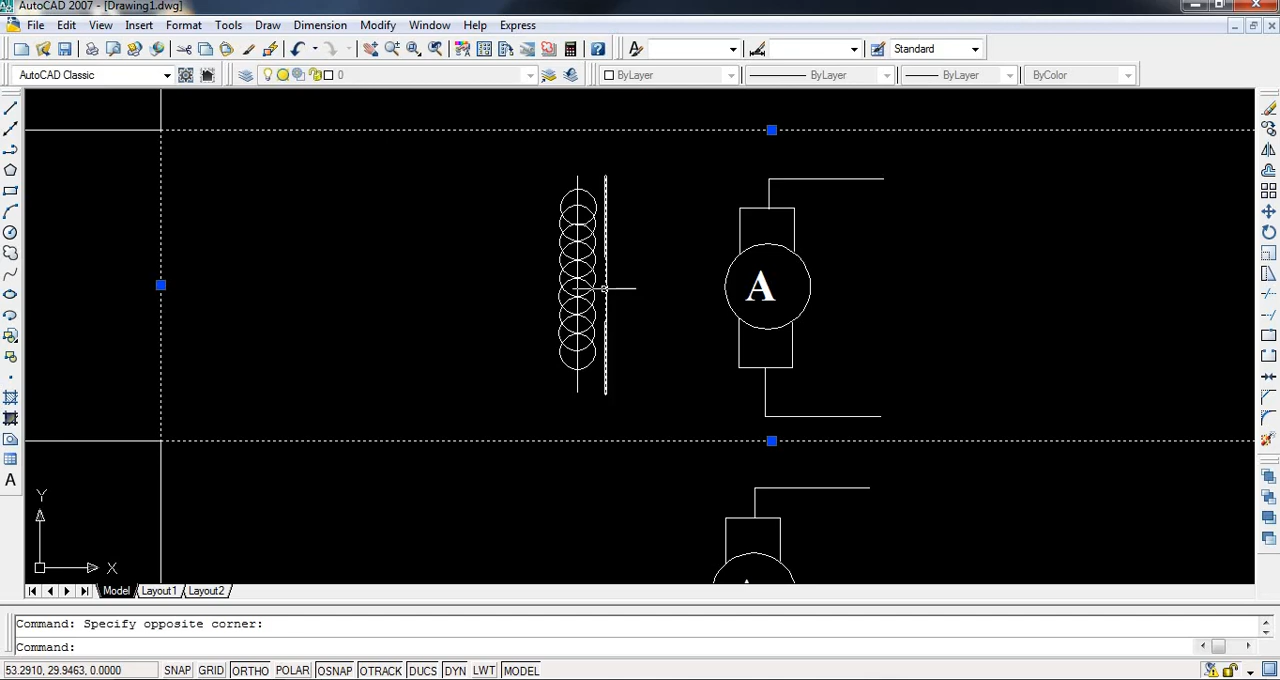 AutoCAD 2007 - [Drawing1.dwg]
File Edit View Insert Format Tools Draw Dimension Modify Window Help Express
Standard
AutoCAD Classic 0 ByLayer ByLayer ByLayer ByColor
A
A
Y
X
Model Layout1 Layout2
Command: Specify opposite corner:
Command:
53.2910, 29.9463, 0.0000 SNAP GRID ORTHO POLAR OSNAP OTRACK DUCS DYN LWT MODEL